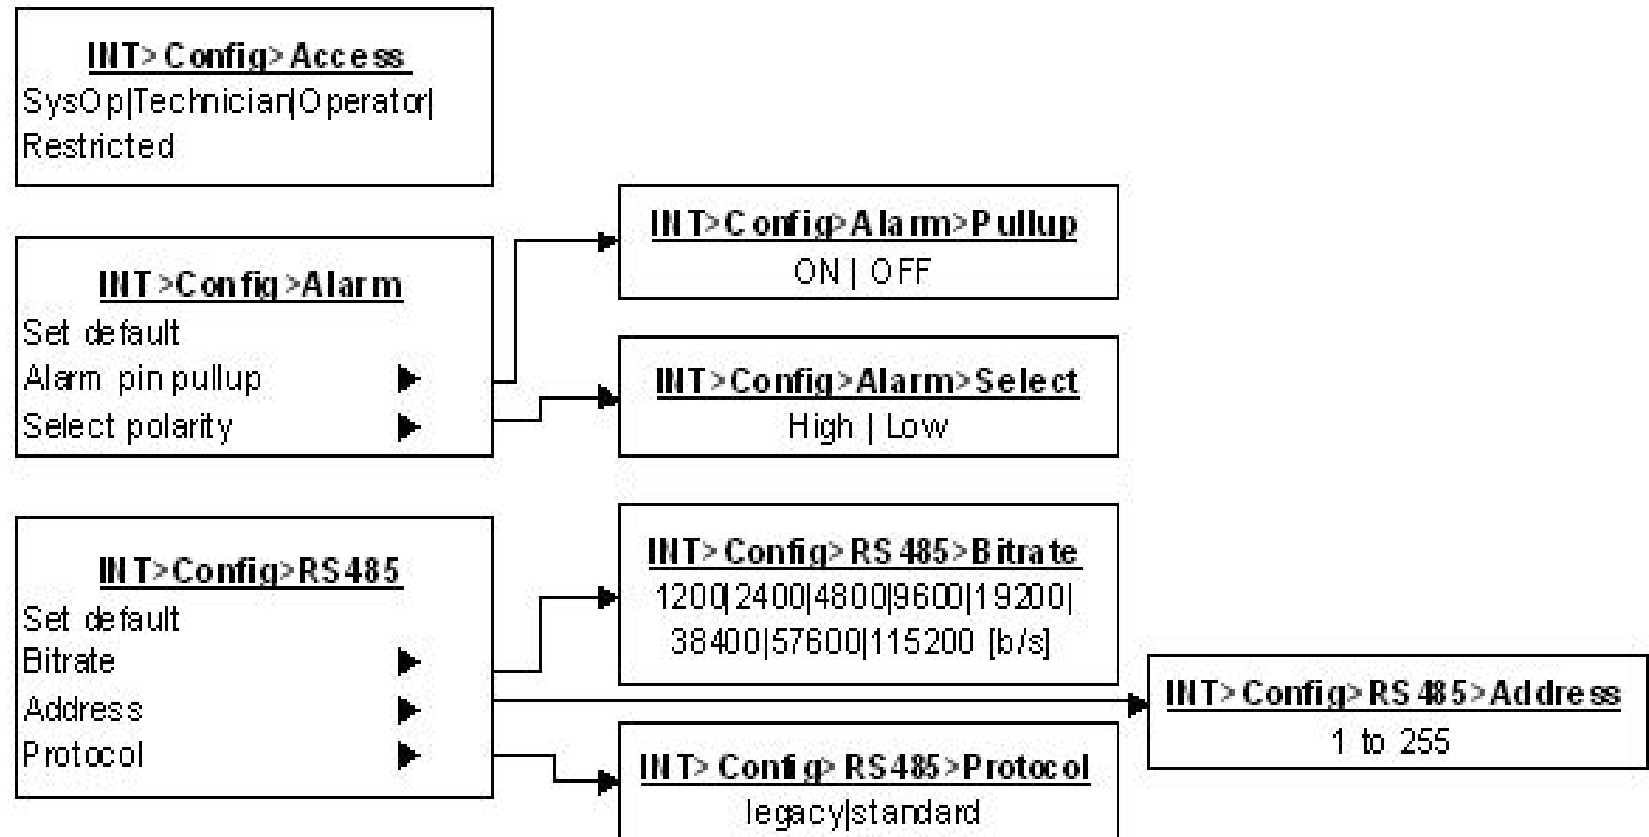 INT>Config>Access
SysOp|Technician|Operator|
Restricted
INT>Config>Alarm
Set default
Alarm pin pullup
Select polarity
INT>Config>Alarm>Pullup
ON | OFF
INT>Config>Alarm>Select
High | Low
INT>Config>RS485
Set default
Bitrate
Address
Protocol
INT>Config>RS485>Bitrate
1200|2400|4800|9600|19200|
38400|57600|115200 [b/s]
INT>Config>RS485>Address
1 to 255
INT>Config>RS485>Protocol
legacy|standard